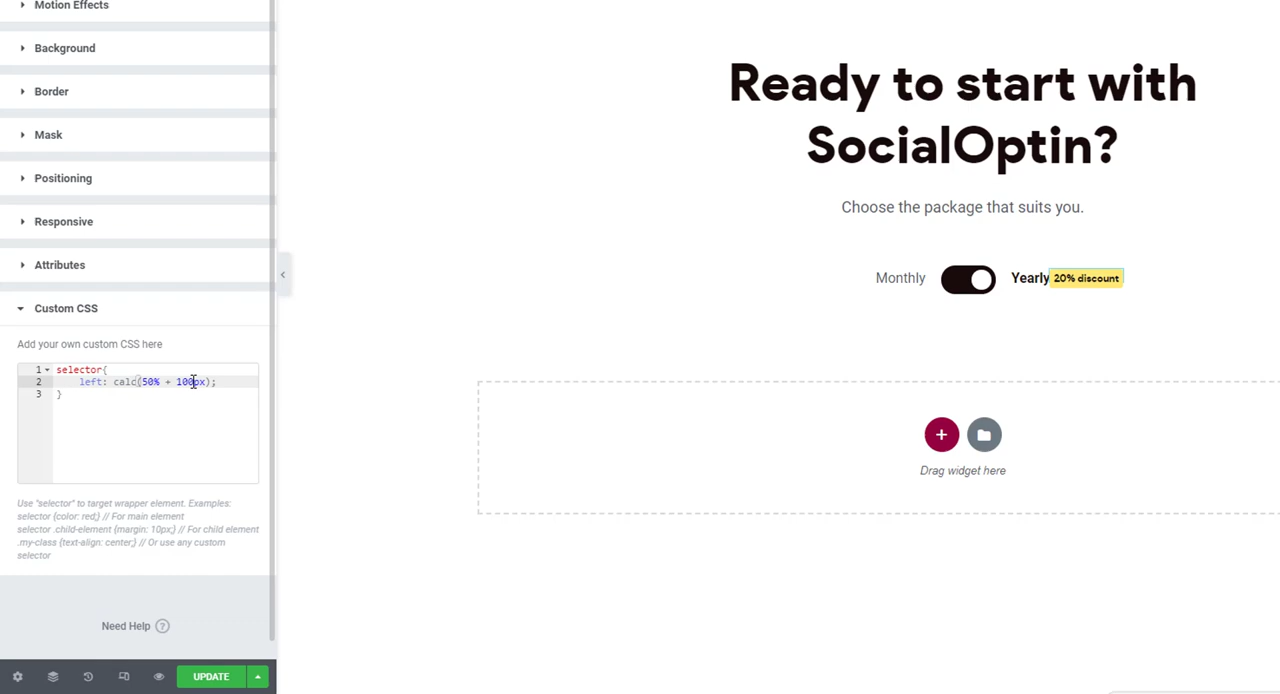 Motion Effects
Background
Border
Mask
Positioning
Responsive
Attributes
Custom CSS
Add your own custom CSS here
1 selector{
2 left: calc(50% + 100px);
3 }
Use "selector" to target wrapper element. Examples:
selector {color: red;} // For main element
selector .child-element {margin: 10px;} // For child element
.my-class {text-align: center;} // Or use any custom
selector
Need Help ?
UPDATE
Ready to start with
SocialOptin?
Choose the package that suits you.
Monthly Yearly 20% discount
Drag widget here